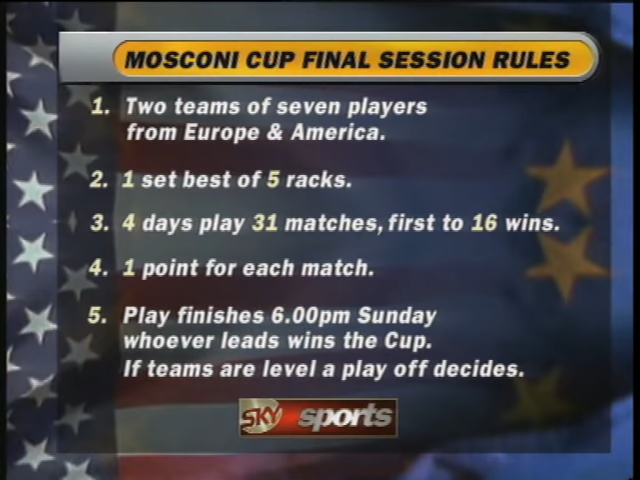 MOSCONI CUP FINAL SESSION RULES
1. Two teams of seven players
from Europe & America.
2. 1 set best of 5 racks.
3. 4 days play 31 matches, first to 16 wins.
4. 1 point for each match.
5. Play finishes 6.00pm Sunday
whoever leads wins the Cup.
If teams are level a play off decides.
SKY sports